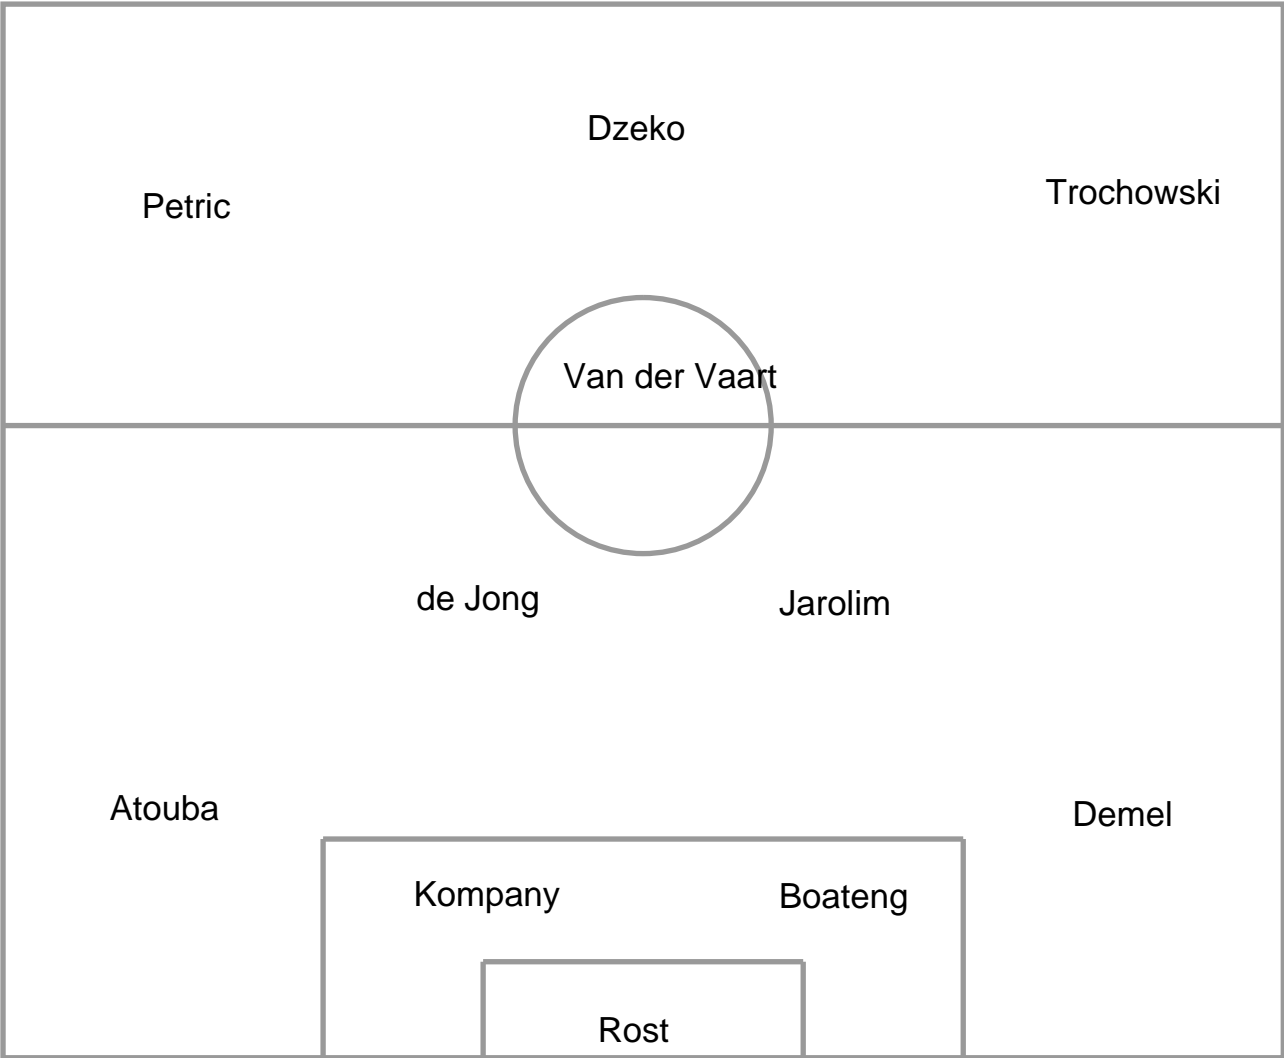 Dzeko
Petric
Trochowski
Van der Vaart
de Jong
Jarolim
Atouba
Demel
Kompany
Boateng
Rost